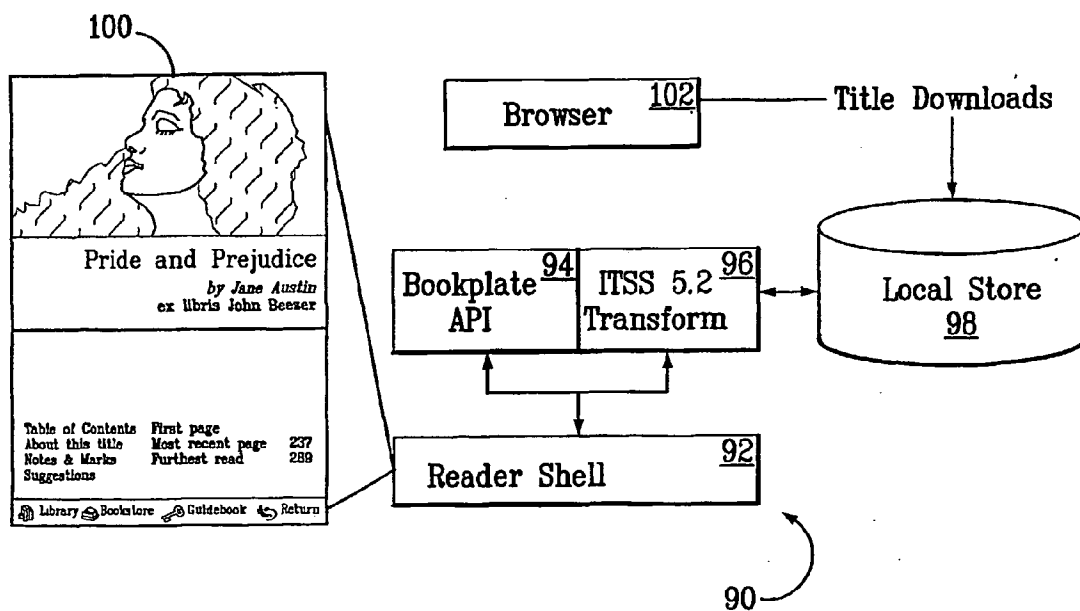 100
Browser 102
Title Downloads
Pride and Prejudice
by Jane Austin
ex libris John Beezer
Bookplate 94
API
ITSS 5.2 96
Transform
Local Store
98
Table of Contents First page
About this title Most recent page 237
Notes & Marks Furthest read 289
Suggestions
Reader Shell 92
Library Bookstore Guidebook Return
90